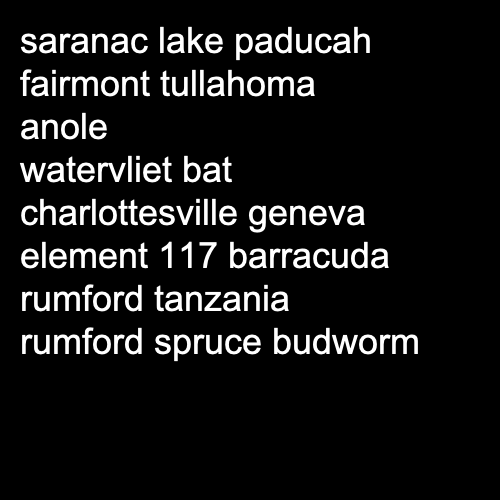 saranac lake paducah
fairmont tullahoma
anole
watervliet bat
charlottesville geneva
element 117 barracuda
rumford tanzania
rumford spruce budworm